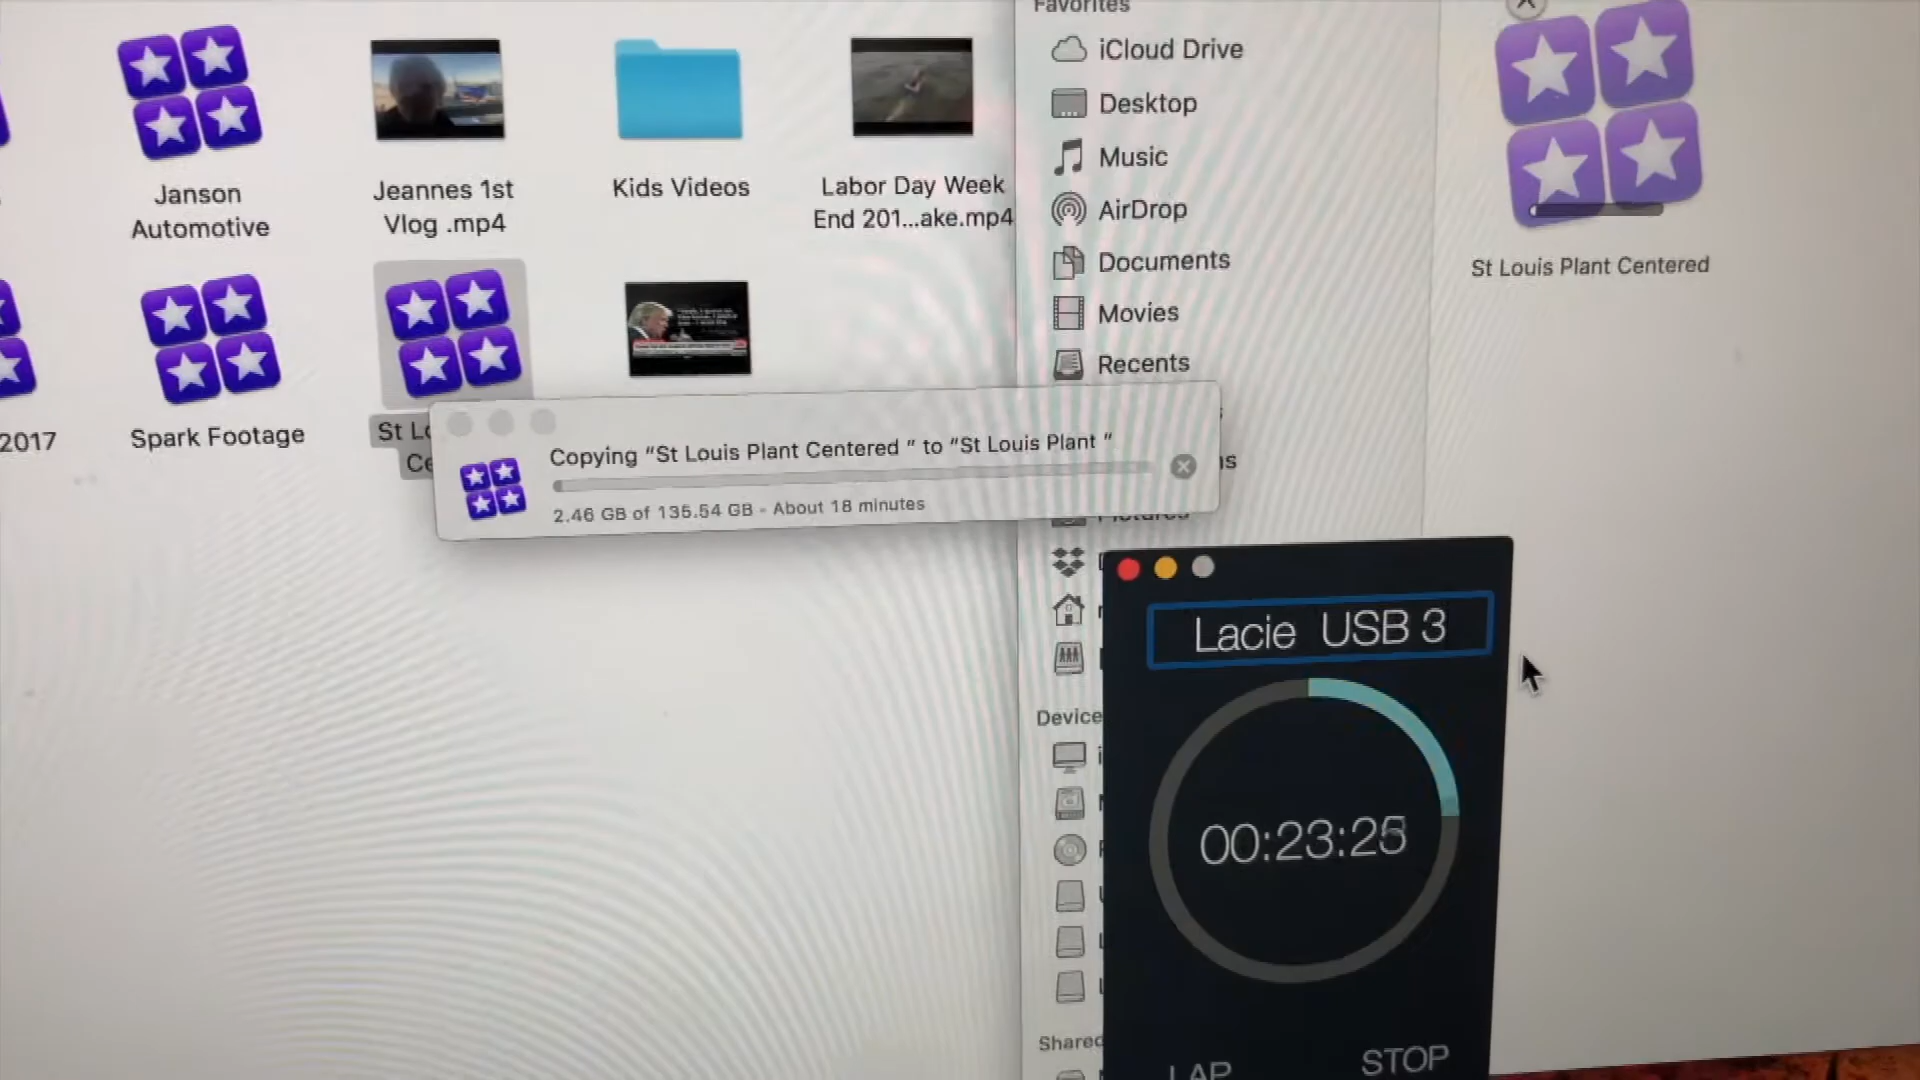 Janson
Automotive
Jeannes 1st
Vlog .mp4
Kids Videos
Labor Day Week
End 201...ake.mp4
2017
Spark Footage
Favorites
iCloud Drive
Desktop
Music
AirDrop
Documents
Movies
Recents
St Louis Plant Centered
Copying “St Louis Plant Centered ” to “St Louis Plant ”
2.46 GB of 135.54 GB - About 18 minutes
Pictures
Device
Shared
Lacie USB 3
00:23:25
LAP
STOP